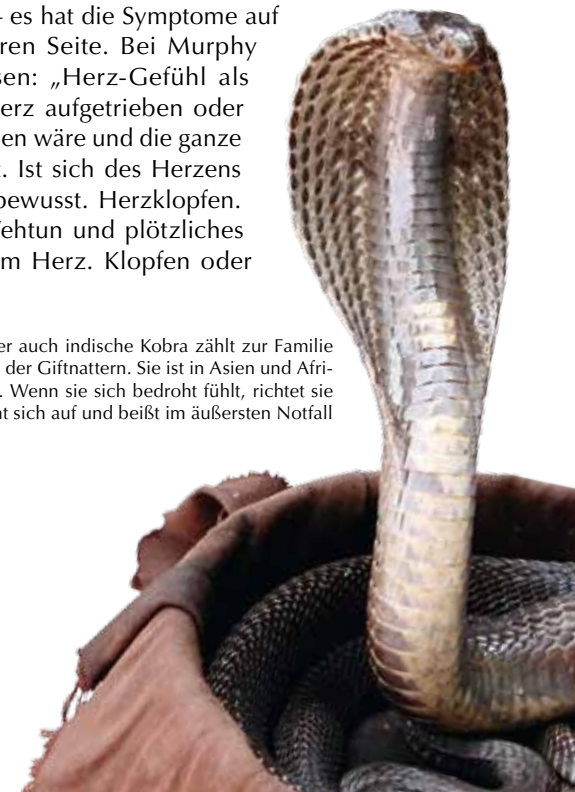 - es hat die Symptome auf
ren Seite. Bei Murphy
sen: „Herz-Gefühl als
erz aufgetrieben oder
en wäre und die ganze
. Ist sich des Herzens
bewusst. Herzklopfen.
ehtun und plötzliches
m Herz. Klopfen oder
er auch indische Kobra zählt zur Familie
der Giftnattern. Sie ist in Asien und Afri-
. Wenn sie sich bedroht fühlt, richtet sie
t sich auf und beißt im äußersten Notfall